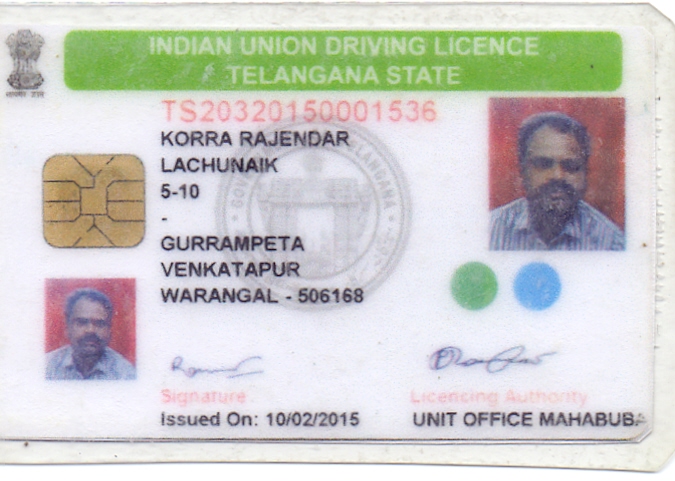 INDIAN UNION DRIVING LICENCE
TELANGANA STATE
TS20320150001536
KORRA RAJENDAR
LACHUNAIK
5-10
-
GURRAMPETA
VENKATAPUR
WARANGAL - 506168
Signature
Licencing Authority
Issued On: 10/02/2015
UNIT OFFICE MAHABUBA